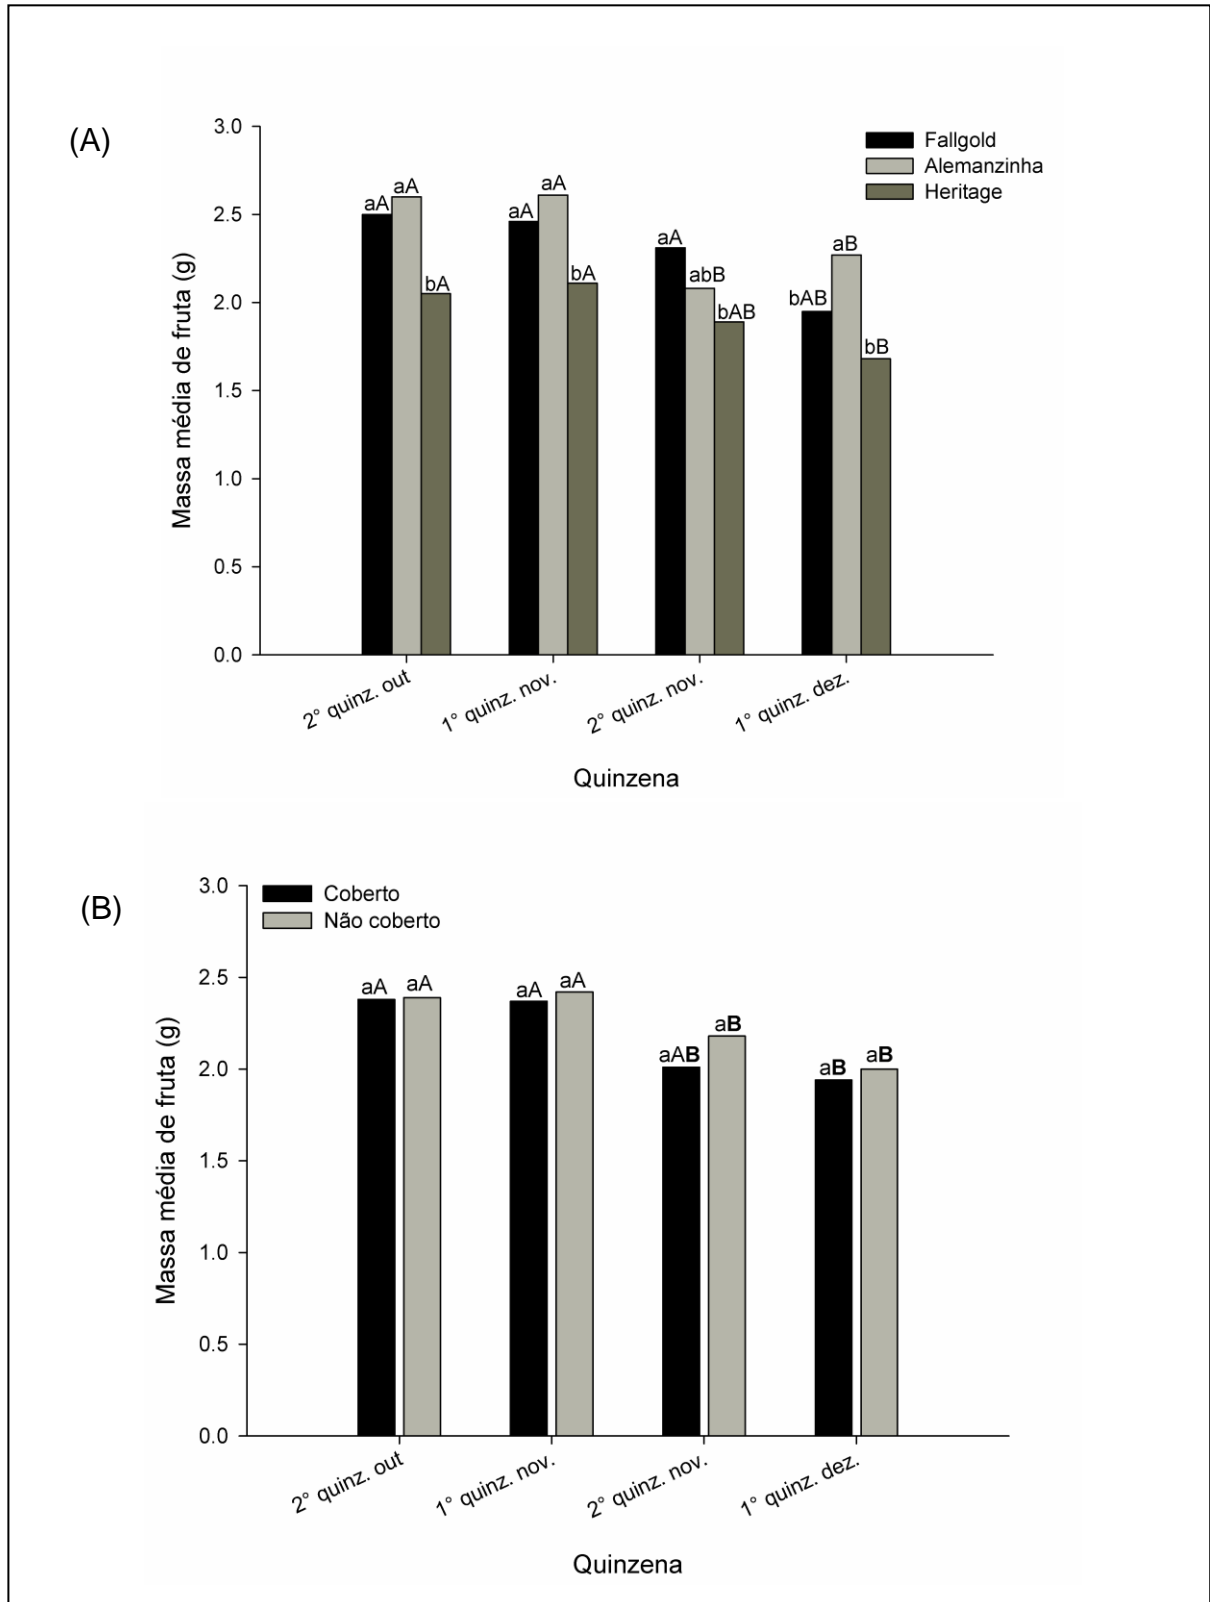 (A)
Massa média de fruta (g)
3.0
2.5
2.0
1.5
1.0
0.5
0.0
Fallgold
Alemanzinha
Heritage
aA
aA
bA
aA
aA
bA
aA
abB
bAB
bAB
aB
bB
2° quinz. out
1° quinz. nov.
2° quinz. nov.
1° quinz. dez.
Quinzena
(B)
Massa média de fruta (g)
3.0
2.5
2.0
1.5
1.0
0.5
0.0
Coberto
Não coberto
aA
aA
aA
aA
aAB
aB
aB
aB
2° quinz. out
1° quinz. nov.
2° quinz. nov.
1° quinz. dez.
Quinzena